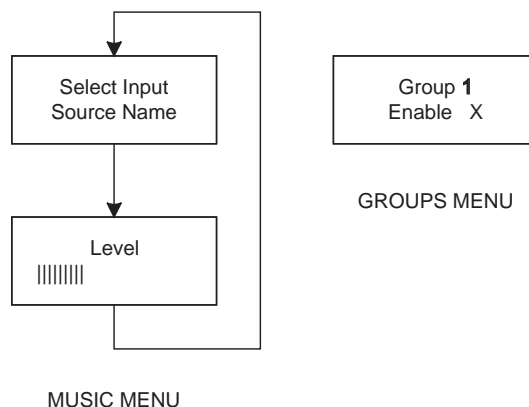 Select Input
Source Name
Level
|||||||||
MUSIC MENU
Group 1
Enable X
GROUPS MENU